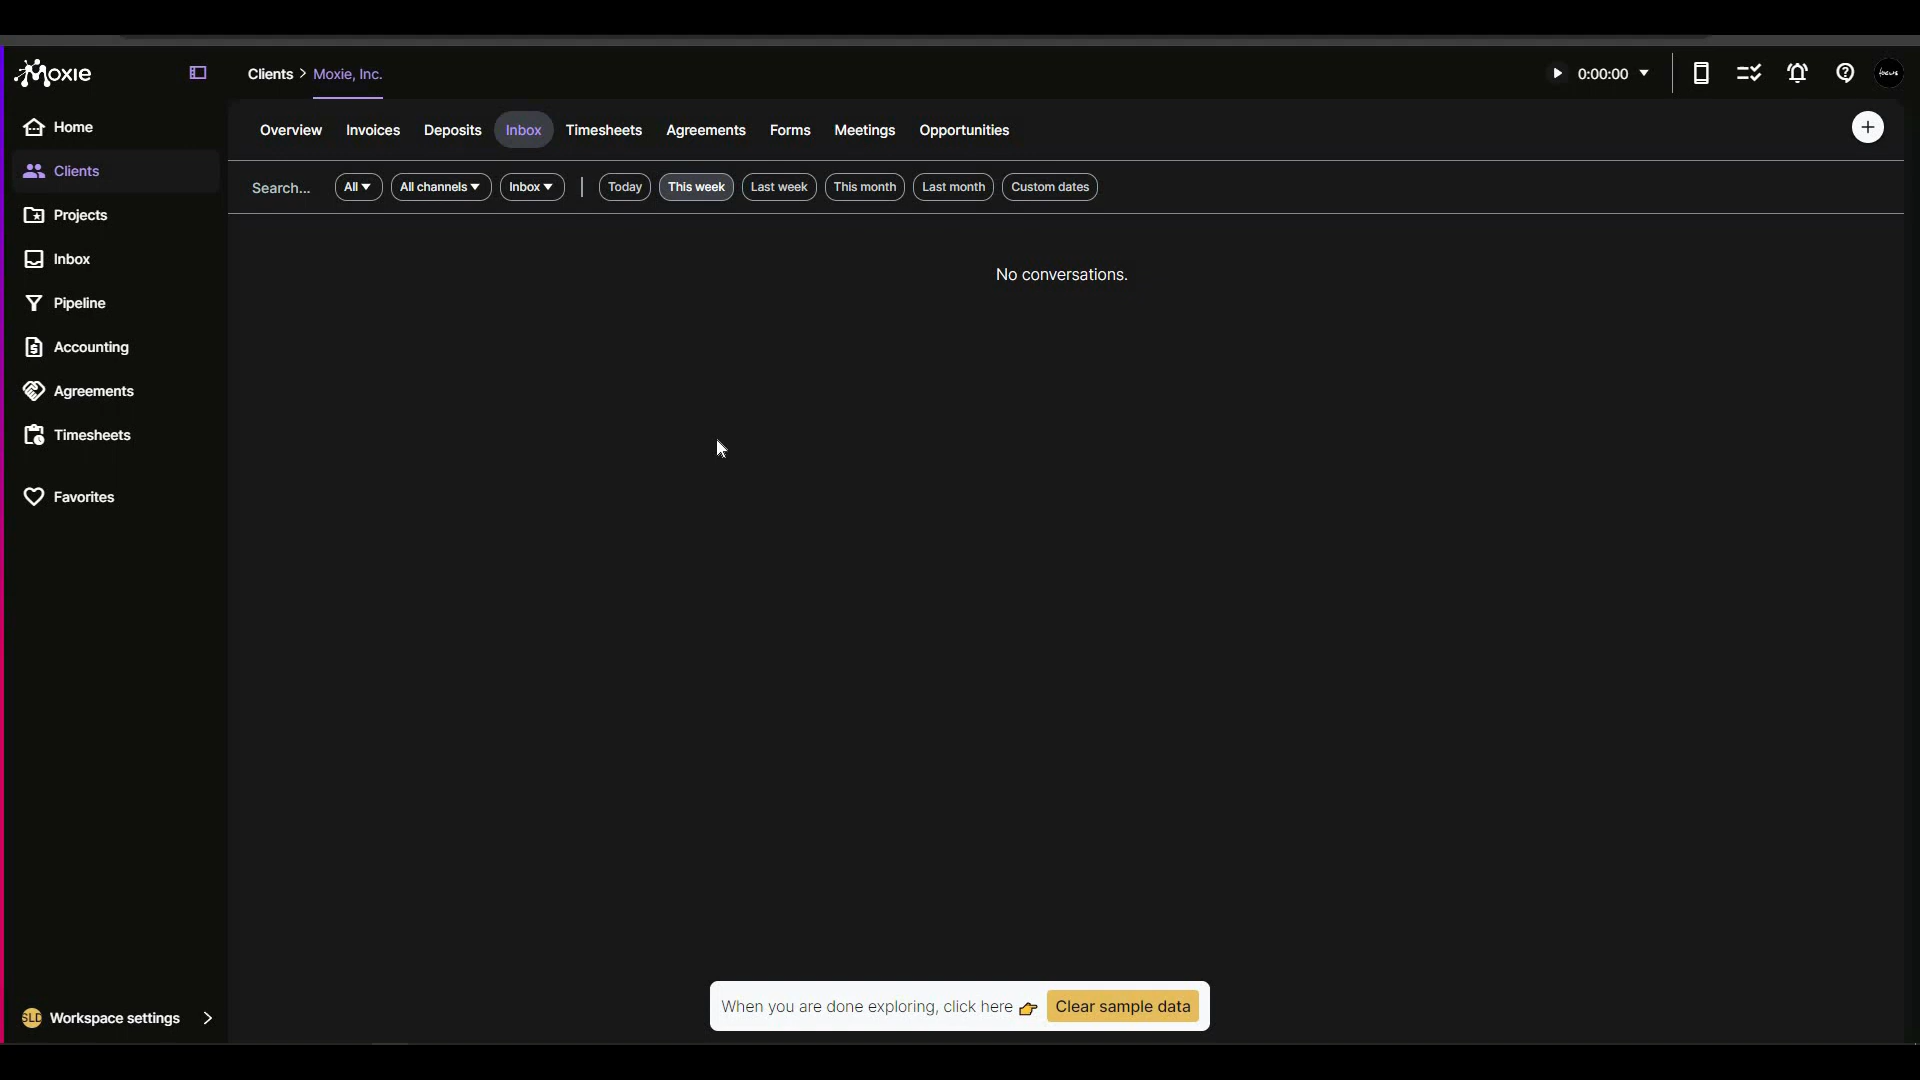 Moxie
Clients > Moxie, Inc.
0:00:00
Home
Clients
Projects
Inbox
Pipeline
Accounting
Agreements
Timesheets
Favorites
Overview Invoices Deposits Inbox Timesheets Agreements Forms Meetings Opportunities
Search... All All channels Inbox | Today This week Last week This month Last month Custom dates
No conversations.
When you are done exploring, click here 👉 Clear sample data
SLD Workspace settings
focus